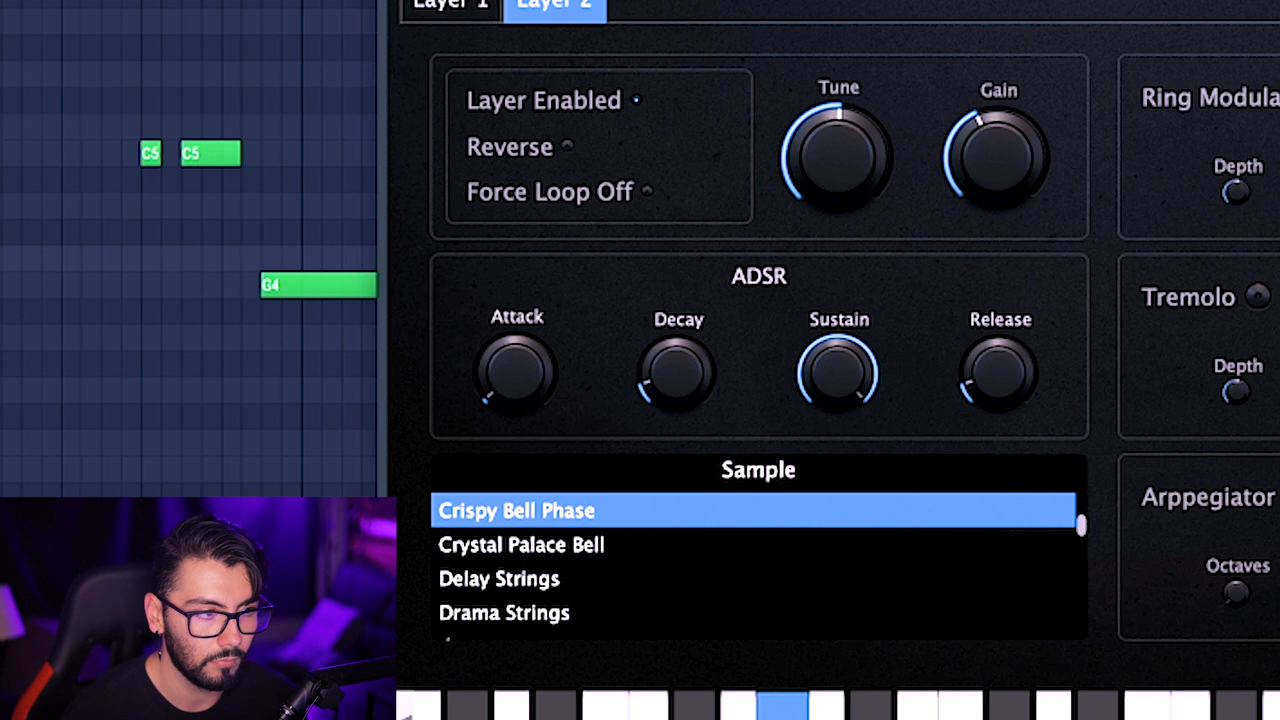 Layer 1
Layer 2
Layer Enabled
Reverse
Force Loop Off
Tune
Gain
Ring Modula
Depth
C5
C5
G4
ADSR
Attack
Decay
Sustain
Release
Tremolo
Depth
Sample
Crispy Bell Phase
Crystal Palace Bell
Delay Strings
Drama Strings
Arppegiator
Octaves